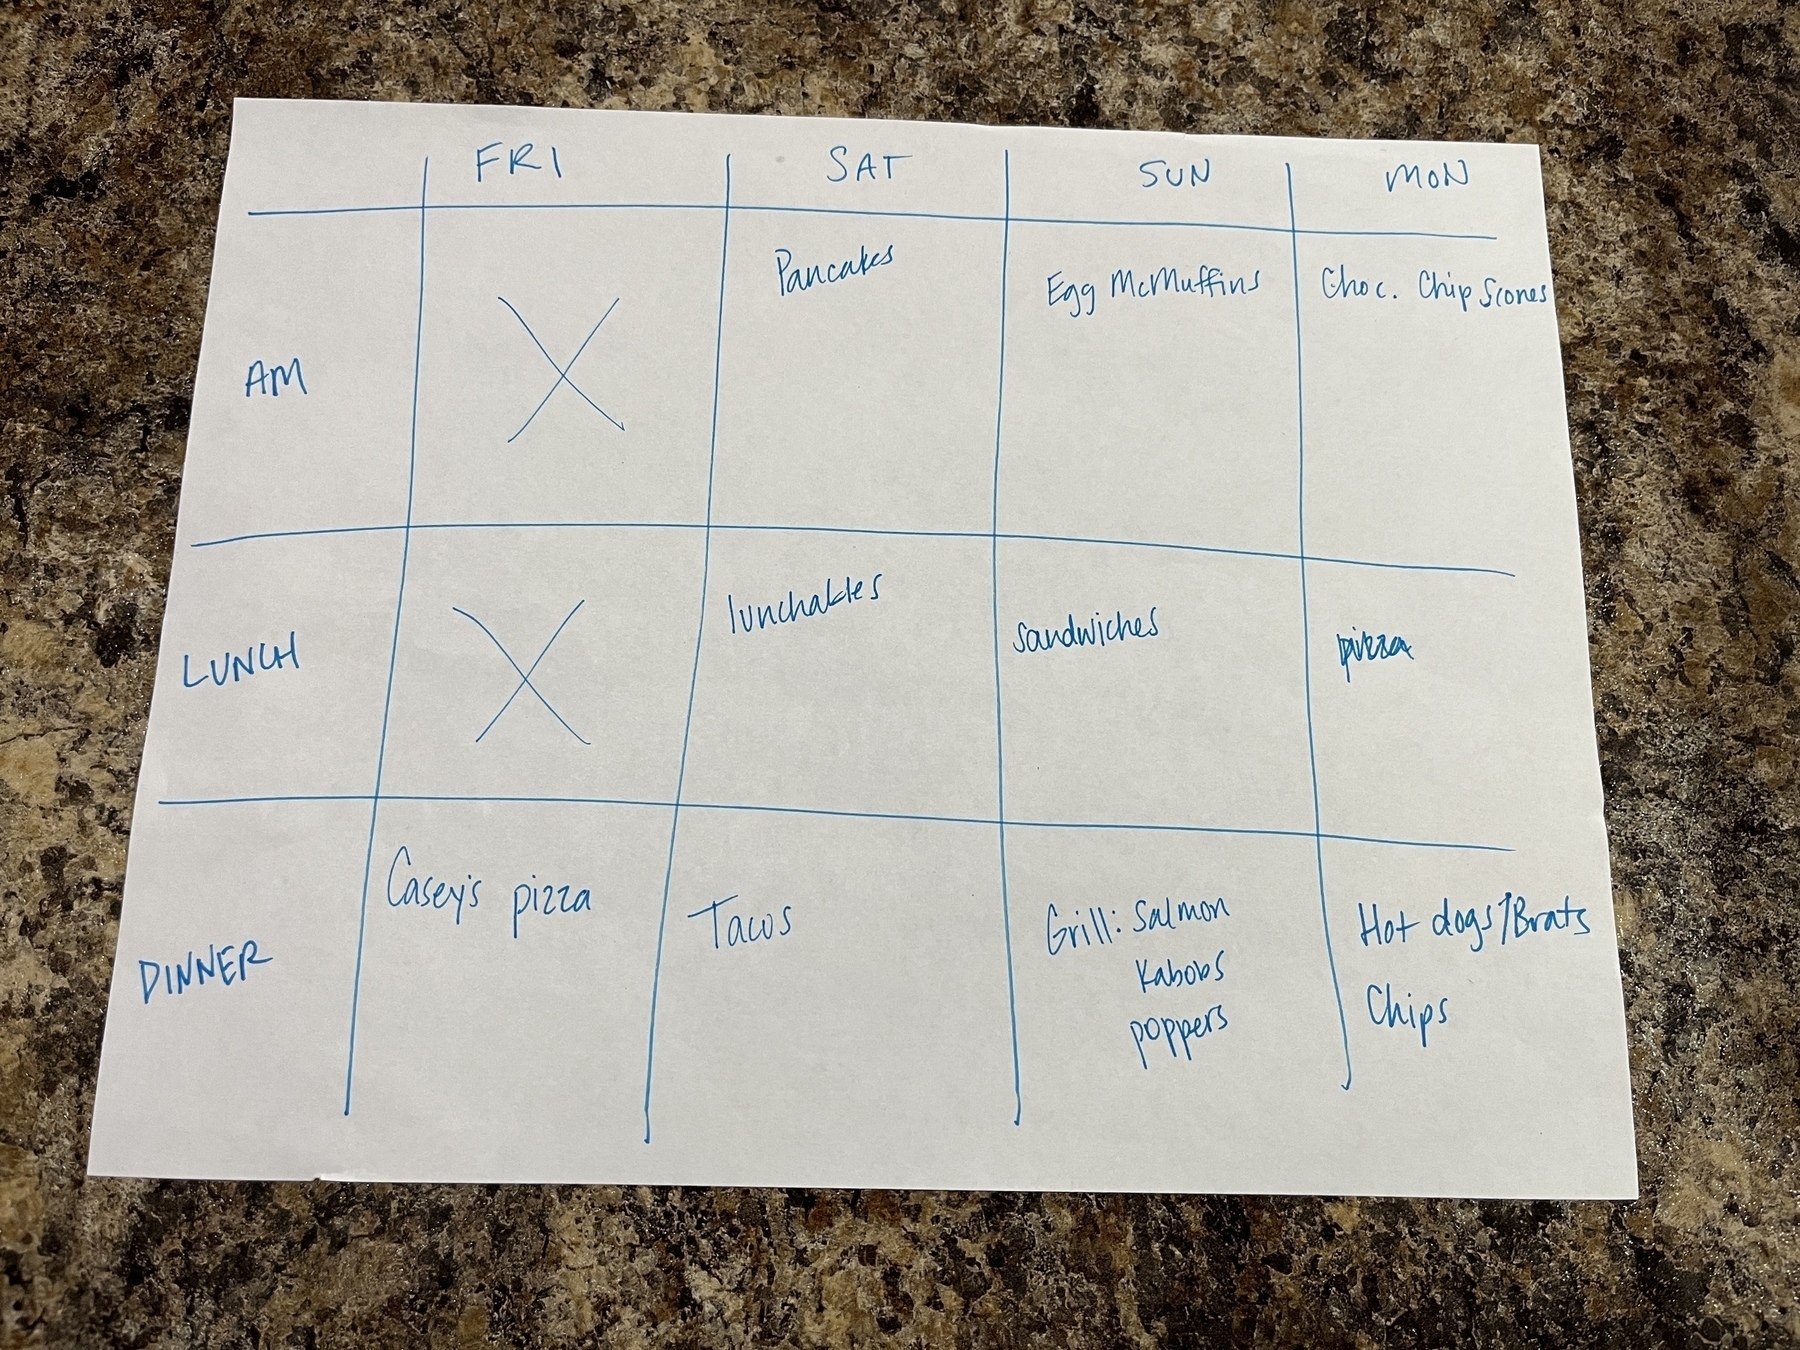 FRI SAT SUN MON
AM Pancakes Egg McMuffins Choc. Chip Scones
LUNCH lunchables sandwiches pizza
DINNER Casey's pizza Tacos Grill: Salmon Hot dogs/Brats
Kabobs Chips
poppers